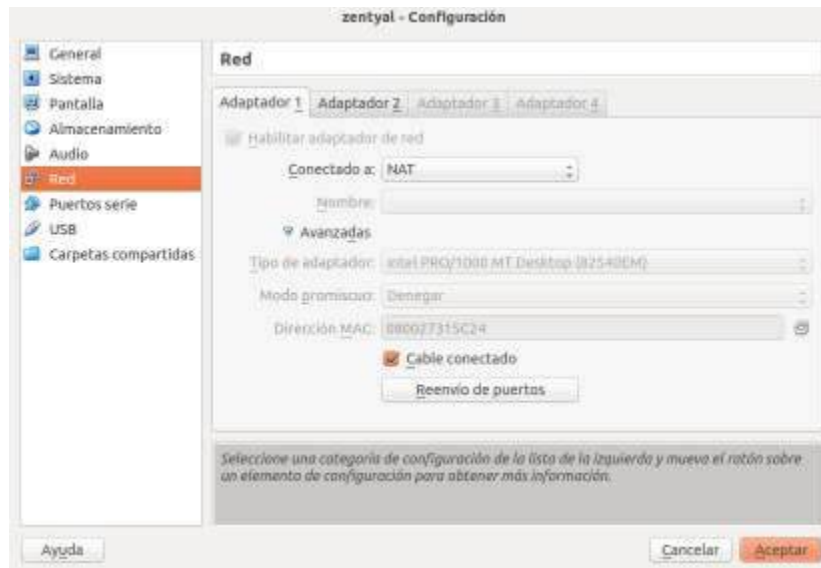 zentyal - Configuración
General
Sistema
Pantalla
Almacenamiento
Audio
Red
Puertos serie
USB
Carpetas compartidas
Red
Adaptador 1 Adaptador 2 Adaptador 3 Adaptador 4
Habilitar adaptador de red
Conectado a: NAT
Nombre:
Avanzadas
Tipo de adaptador: Intel PRO/1000 MT Desktop (82540EM)
Modo promiscuo: Denegar
Dirección MAC: 080027315C24
Cable conectado
Reenvío de puertos
Seleccione una categoría de configuración de la lista de la izquierda y mueva el ratón sobre
un elemento de configuración para obtener más información.
Ayuda Cancelar Aceptar